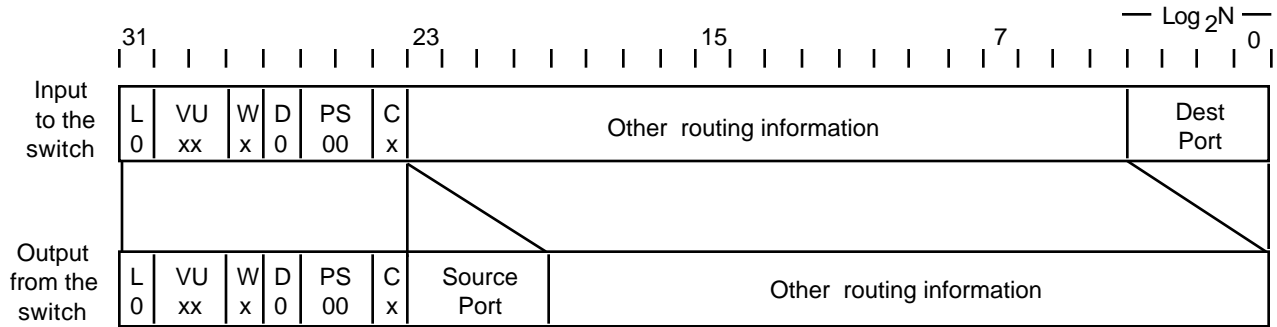 Log 2N
31 23 15 7 0
Input
to the
switch
L VU W D PS C Other routing information Dest
0 xx x 0 00 x Port
Output
from the
switch
L VU W D PS C Source Other routing information
0 xx x 0 00 x Port